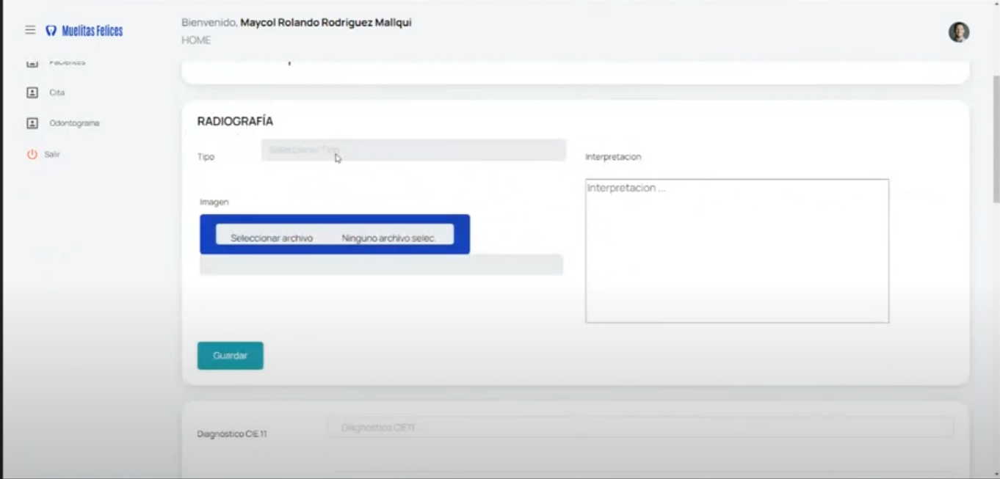 Muelitas Felices
Bienvenido, Maycol Rolando Rodriguez Mallqui
HOME
Pacientes
Cita
Odontograma
Salir
RADIOGRAFÍA
Tipo
Seleccionar Tipo
Interpretacion
Interpretacion ...
Imagen
Seleccionar archivo Ninguno archivo selec.
Guardar
Diagnóstico CIE 11
Diagnostico CIE11 ...